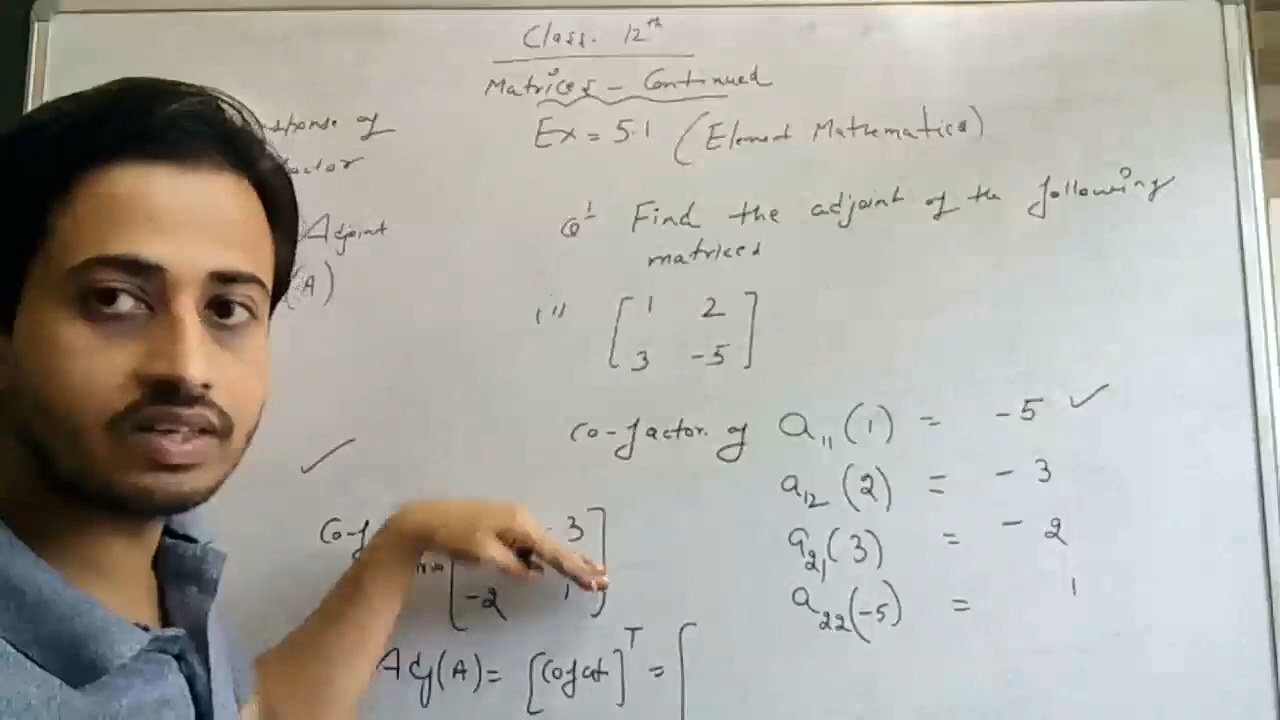 Class. 12th
Matrices - Continued
Ex = 5.1 (Element Mathematics)
of
Adjoint
(A)
Q1 Find the adjoint of the following
matrices
[1 2
3 -5]
Co-factor of a11(1) = -5 ✓
a12(2) = -3
a21(3) = -2
a22(-5) = 1
✓
3]
[-2 1]
Adj(A) = [Cofact]T = [